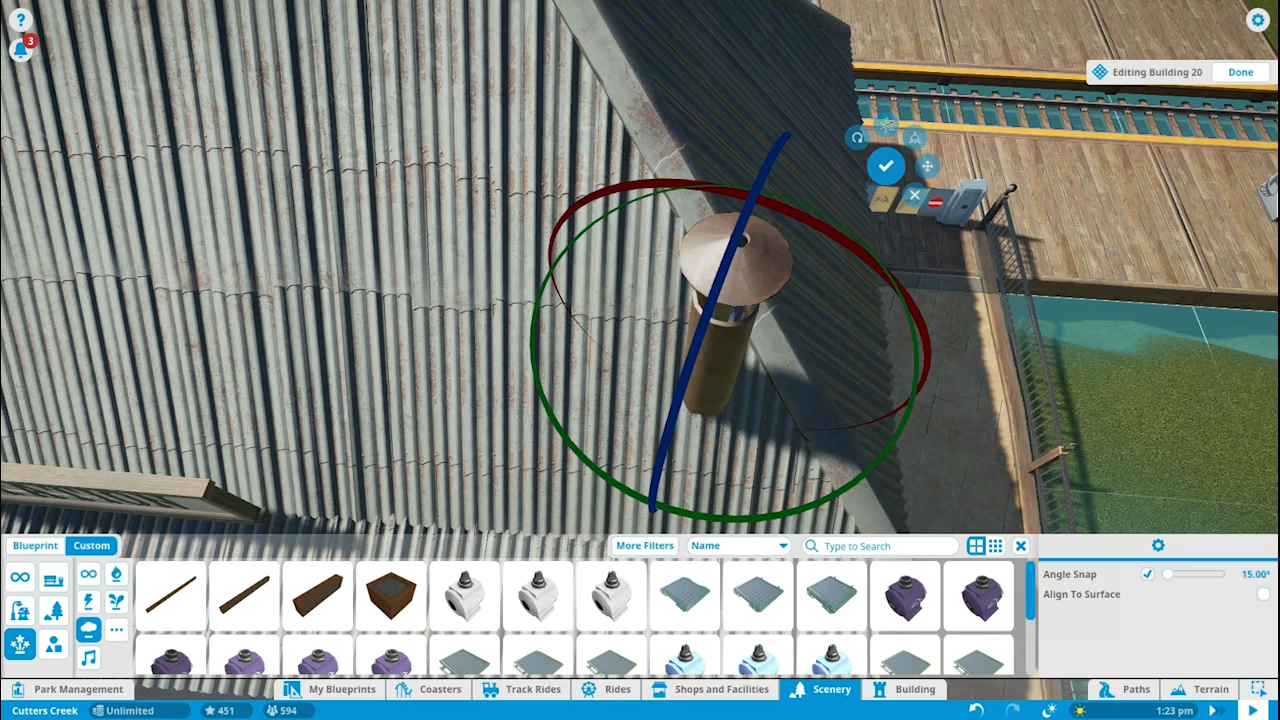 ?
3
Editing Building 20
Done
Blueprint
Custom
More Filters
Name
Type to Search
Angle Snap
15.00°
Align To Surface
Park Management
My Blueprints
Coasters
Track Rides
Rides
Shops and Facilities
Scenery
Building
Paths
Terrain
Cutters Creek
Unlimited
451
594
1:23 pm